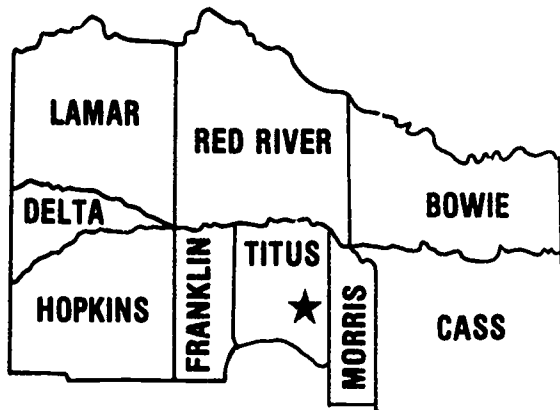 LAMAR
RED RIVER
BOWIE
DELTA
TITUS
HOPKINS
FRANKLIN
MORRIS
CASS